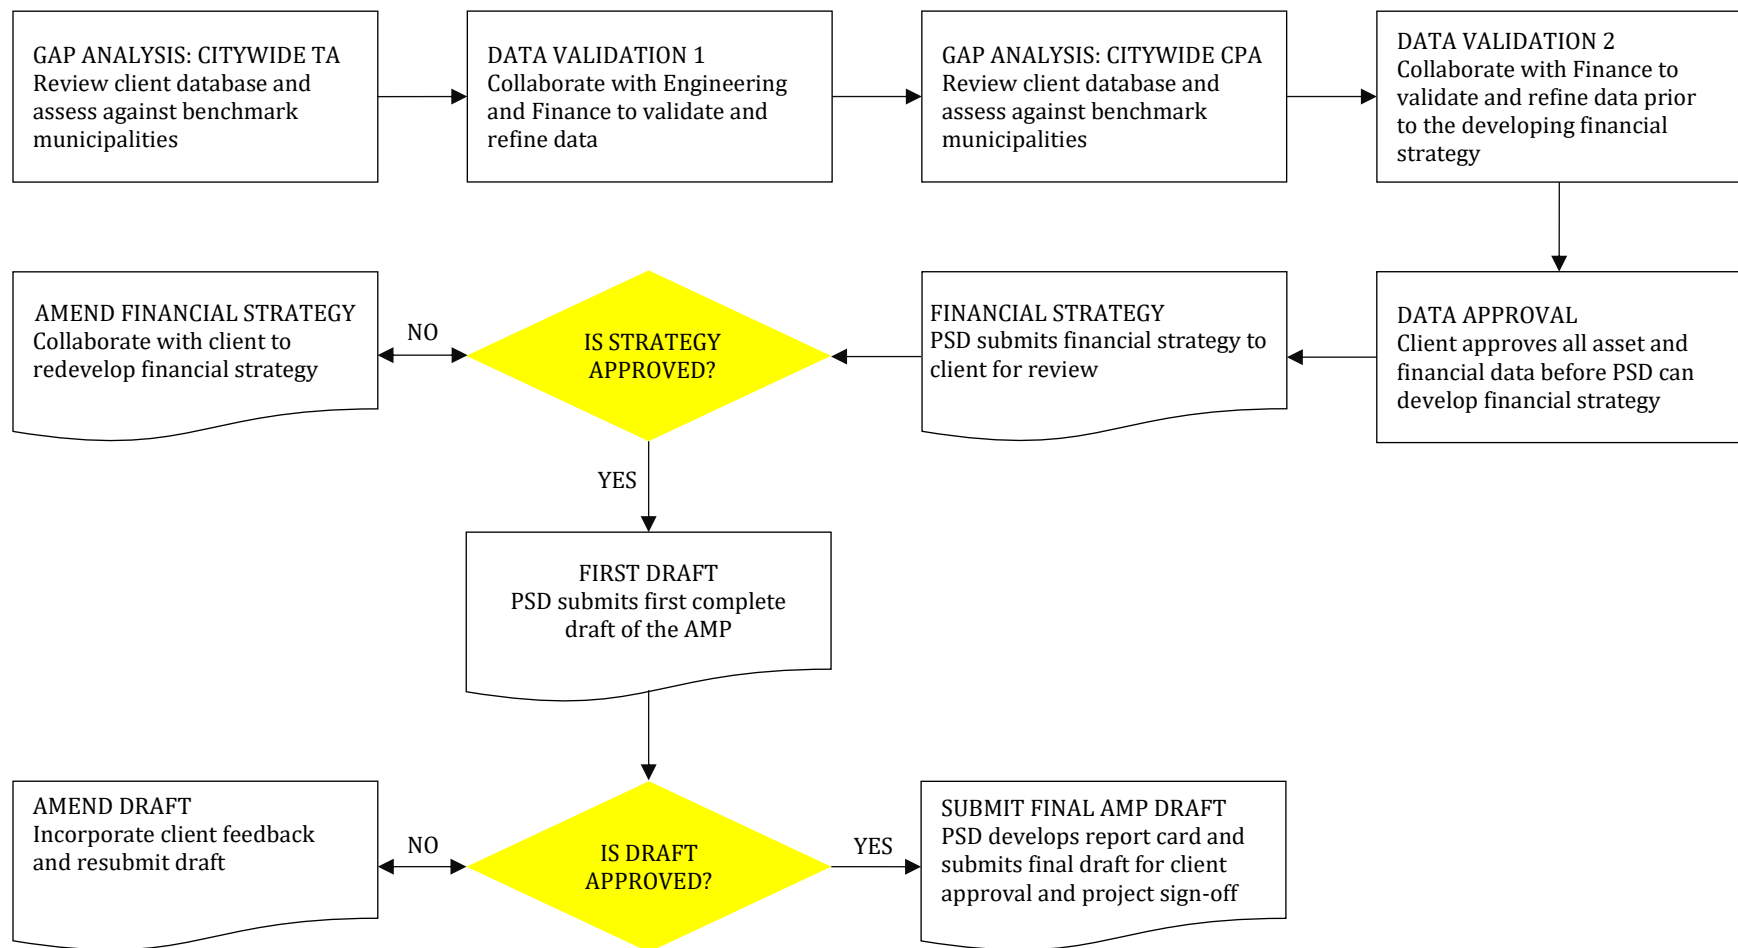 GAP ANALYSIS: CITYWIDE TA
Review client database and
assess against benchmark
municipalities
DATA VALIDATION 1
Collaborate with Engineering
and Finance to validate and
refine data
GAP ANALYSIS: CITYWIDE CPA
Review client database and
assess against benchmark
municipalities
DATA VALIDATION 2
Collaborate with Finance to
validate and refine data prior
to the developing financial
strategy
DATA APPROVAL
Client approves all asset and
financial data before PSD can
develop financial strategy
FINANCIAL STRATEGY
PSD submits financial strategy to
client for review
IS STRATEGY
APPROVED?
NO
AMEND FINANCIAL STRATEGY
Collaborate with client to
redevelop financial strategy
YES
FIRST DRAFT
PSD submits first complete
draft of the AMP
IS DRAFT
APPROVED?
NO
AMEND DRAFT
Incorporate client feedback
and resubmit draft
YES
SUBMIT FINAL AMP DRAFT
PSD develops report card and
submits final draft for client
approval and project sign-off